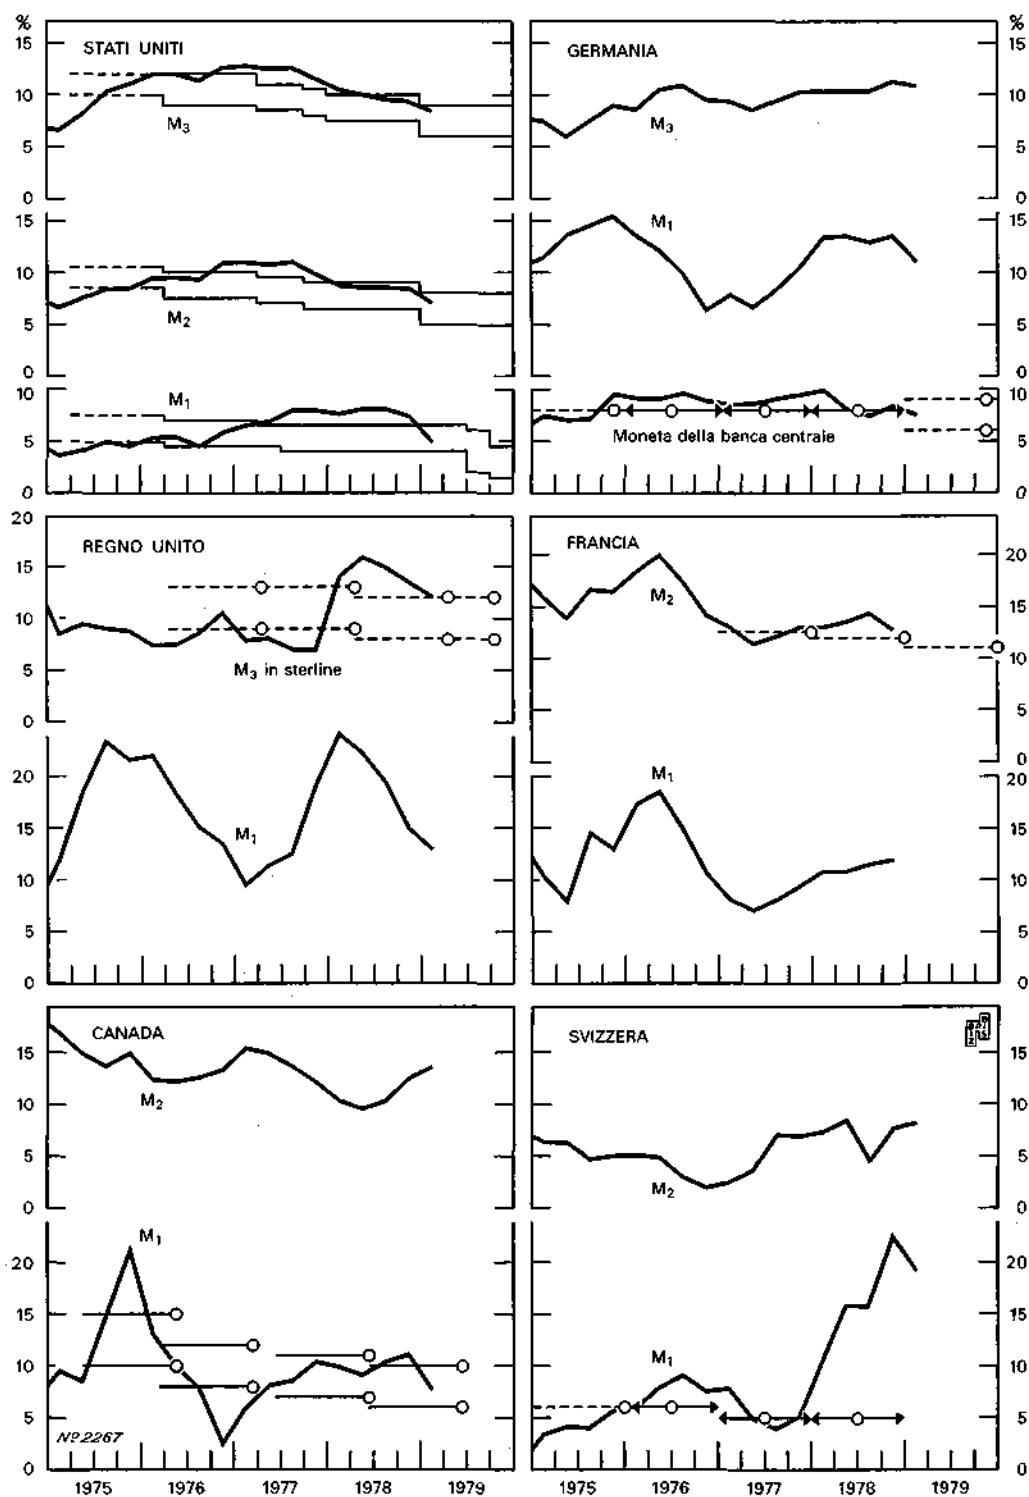 %
STATI UNITI
15
10
M₃
5
0
15
10
M₂
5
0
10
M₁
5
0
%
GERMANIA
15
10
M₃
5
0
M₁
15
10
5
0
10
Moneta della banca centrale
5
0
20
REGNO UNITO
15
10
M₃ in sterline
5
0
20
15
M₁
10
5
0
FRANCIA
20
M₂
15
10
5
0
M₁
20
15
10
5
0
CANADA
15
10
M₂
5
0
M₁
20
15
10
5
Nº 2267
0
1975 1976 1977 1978 1979
SVIZZERA
15
10
5
M₂
0
20
15
M₁
10
5
0
1975 1976 1977 1978 1979